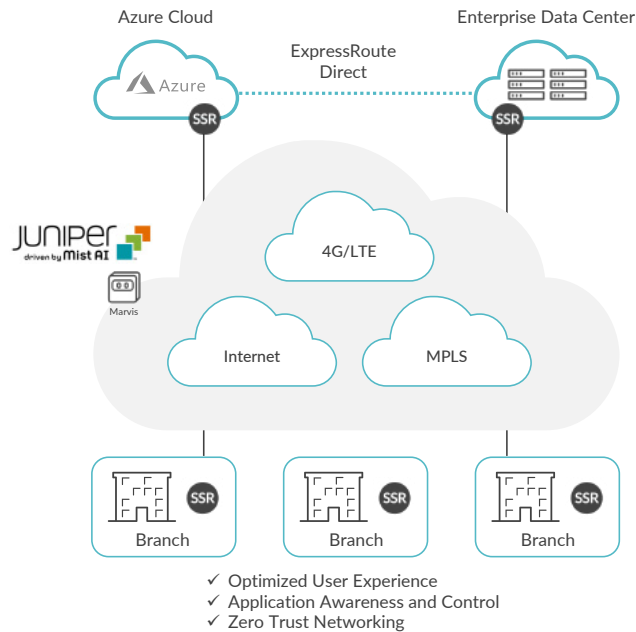 Azure Cloud
Enterprise Data Center
ExpressRoute
Direct
Azure
SSR
SSR
4G/LTE
JUNIPER
driven by Mist AI
Marvis
Internet
MPLS
SSR
SSR
SSR
Branch
Branch
Branch
✓ Optimized User Experience
✓ Application Awareness and Control
✓ Zero Trust Networking